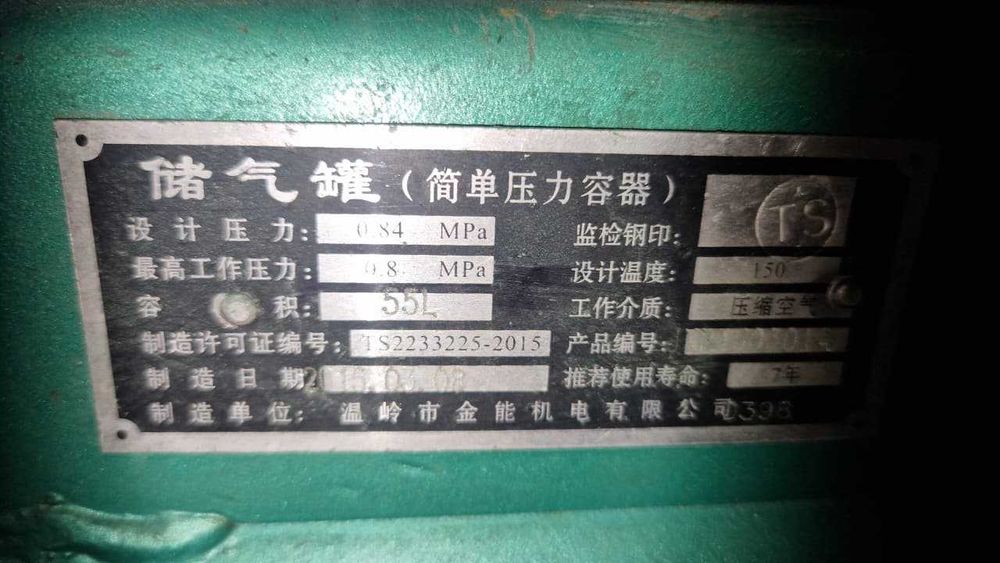 储气罐（简单压力容器）
设计压力: 0.84 MPa 监检钢印: TS
最高工作压力: 0.8 MPa 设计温度: 150
容积: 55L 工作介质: 压缩空气
制造许可证编号: TS2233225-2015 产品编号:
制造日期 推荐使用寿命: 7年
制造单位: 温岭市金能机电有限公司 398